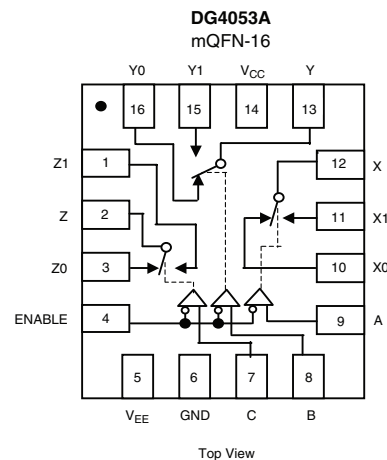 DG4053A
mQFN-16
Y0 Y1 VCC Y
16 15 14 13
Z1 1 12 X
Z 2 11 X1
Z0 3 10 X0
ENABLE 4 9 A
5 6 7 8
VEE GND C B
Top View